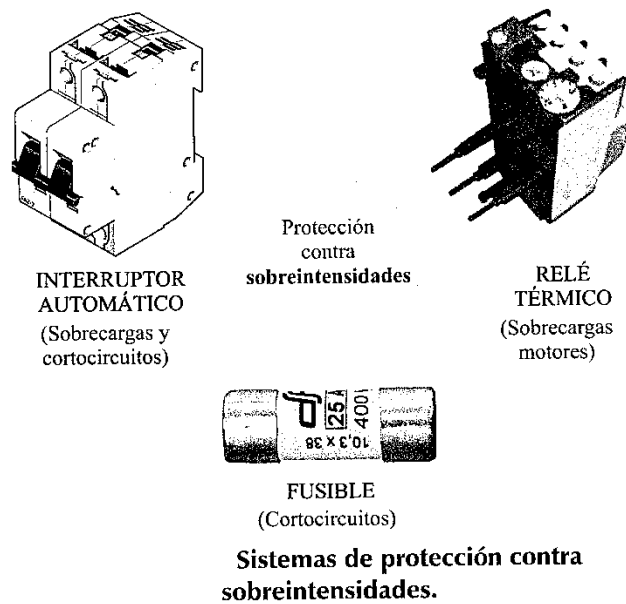 Protección
contra
sobreintensidades
INTERRUPTOR
AUTOMÁTICO
(Sobrecargas y
cortocircuitos)
RELÉ
TÉRMICO
(Sobrecargas
motores)
25 A
400
10,3 x 38
FUSIBLE
(Cortocircuitos)
Sistemas de protección contra
sobreintensidades.